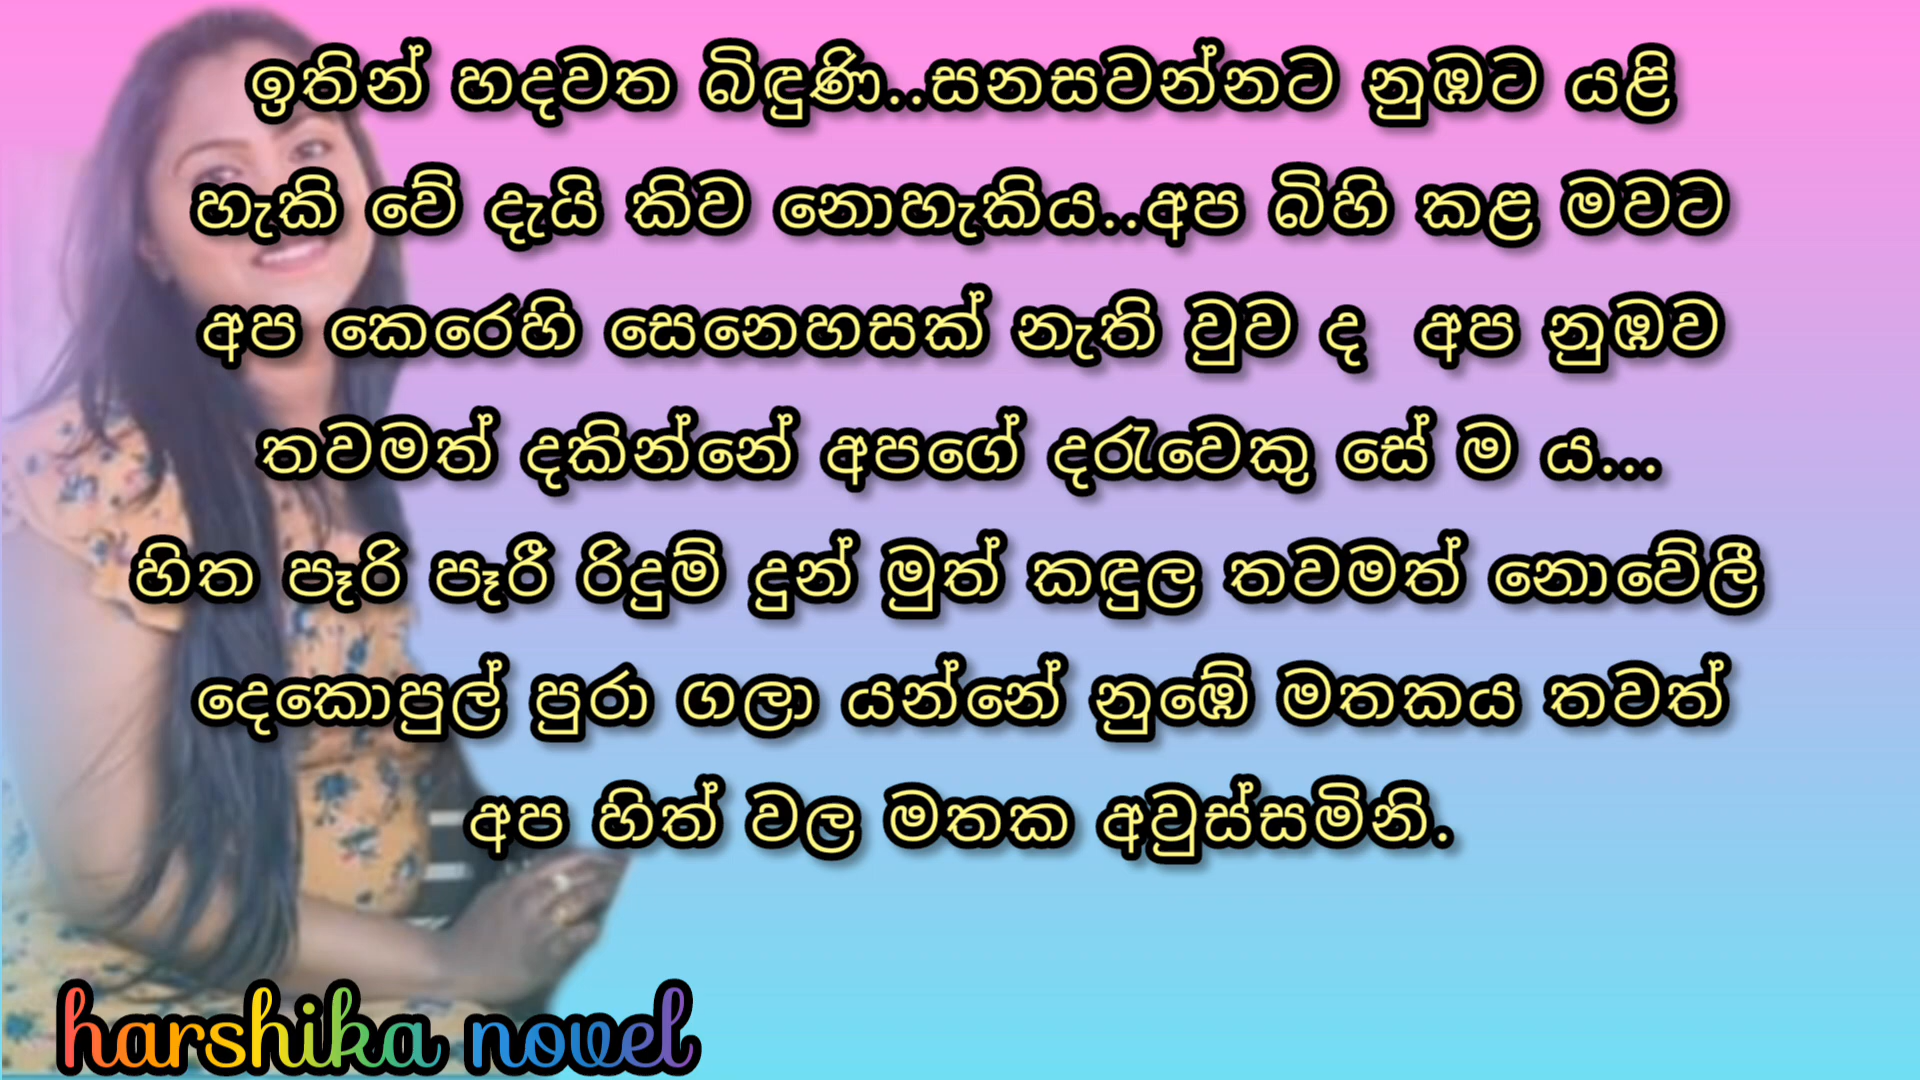 ඉතින් හදවත බිඳුණි..සනසවන්නට නුඹට යළි
හැකි වේ දැයි කිව නොහැකිය..අප බිහි කළ මවට
අප කෙරෙහි සෙනෙහසක් නැති වුව ද  අප නුඹව
තවමත් දකින්නේ අපගේ දරුවෙකු සේ ම ය...
හිත පෑරි පෑරී රිදුම් දුන් මුත් කඳුල තවමත් නොවේලී
දෙකොපුල් පුරා ගලා යන්නේ නුඹේ මතකය තවත්
අප හිත් වල මතක අවුස්සමිනි.
harshika novel